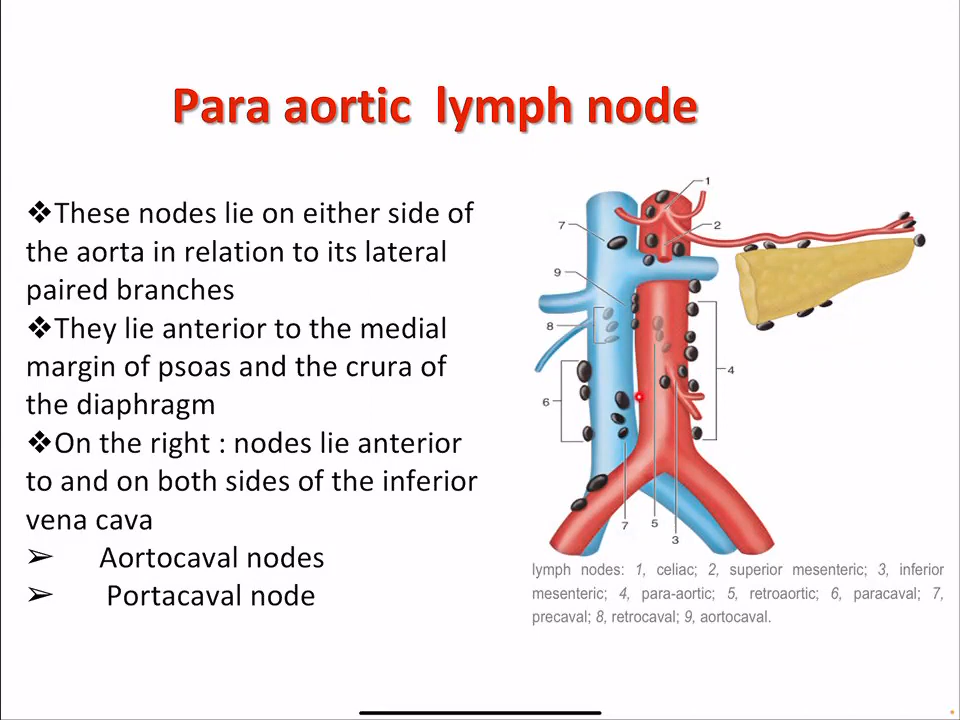 Para aortic lymph node
❖These nodes lie on either side of
the aorta in relation to its lateral
paired branches
❖They lie anterior to the medial
margin of psoas and the crura of
the diaphragm
❖On the right : nodes lie anterior
to and on both sides of the inferior
vena cava
➢ Aortocaval nodes
➢ Portacaval node
1
7
2
9
8
4
6
7
5
3
lymph nodes: 1, celiac; 2, superior mesenteric; 3, inferior
mesenteric; 4, para-aortic; 5, retroaortic; 6, paracaval; 7,
precaval; 8, retrocaval; 9, aortocaval.